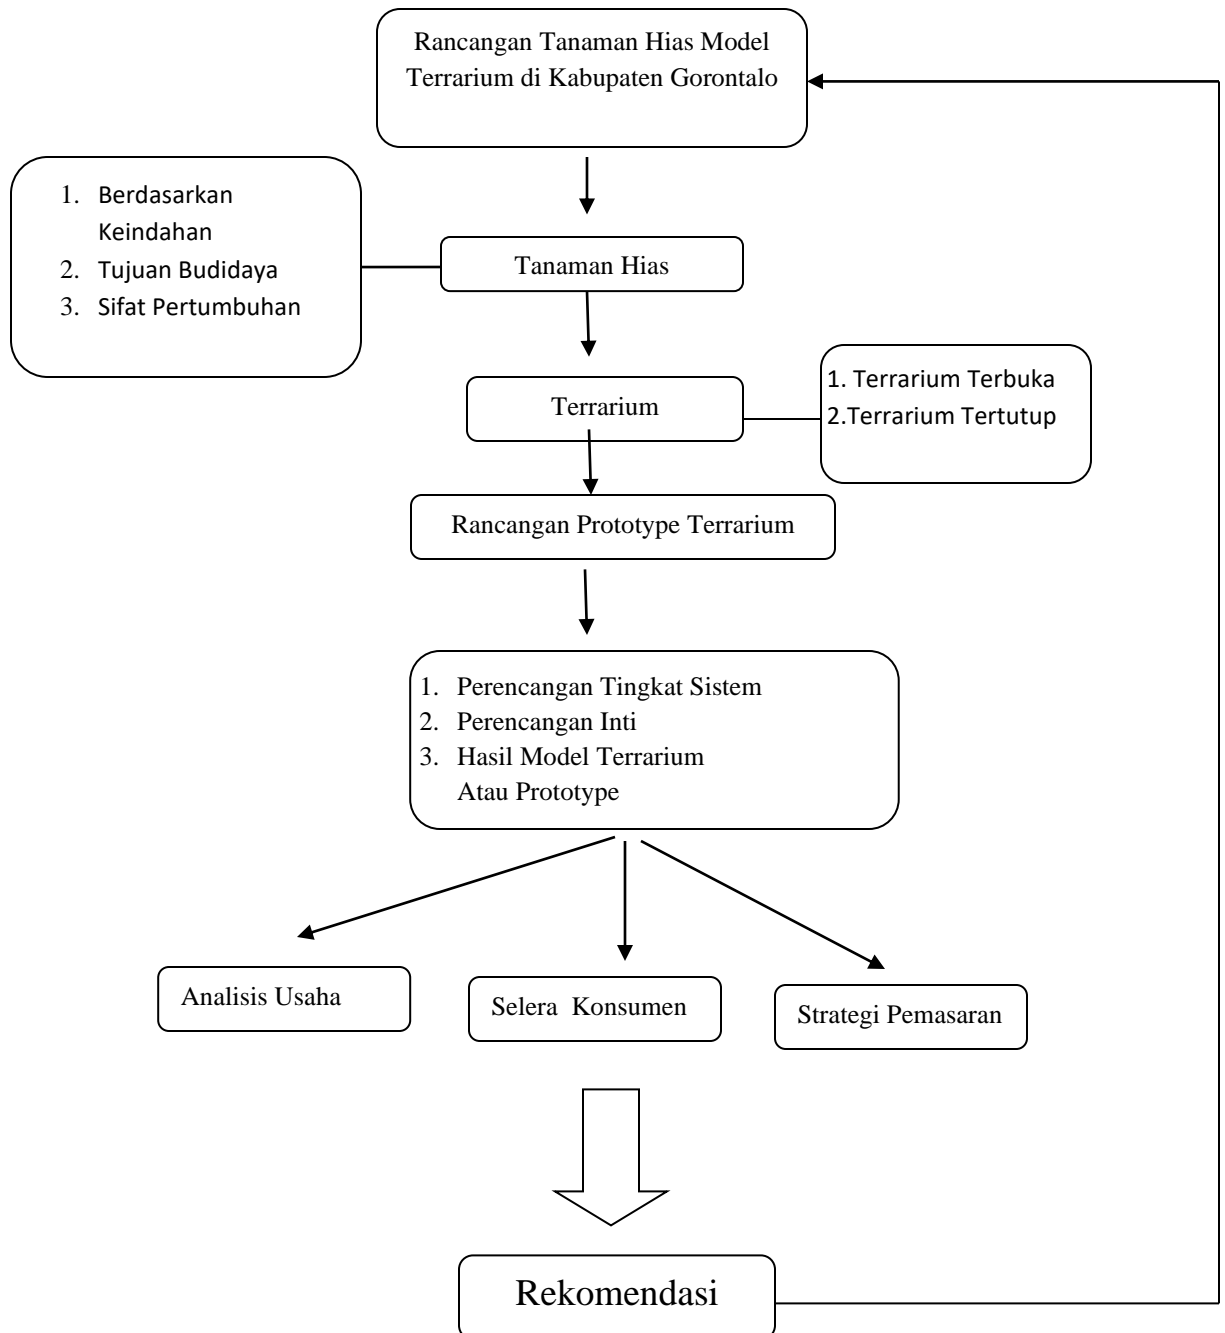 Rancangan Tanaman Hias Model
Terrarium di Kabupaten Gorontalo
1. Berdasarkan
Keindahan
2. Tujuan Budidaya
3. Sifat Pertumbuhan
Tanaman Hias
1. Terrarium Terbuka
2.Terrarium Tertutup
Terrarium
Rancangan Prototype Terrarium
1. Perencangan Tingkat Sistem
2. Perencangan Inti
3. Hasil Model Terrarium
Atau Prototype
Analisis Usaha
Selera Konsumen
Strategi Pemasaran
Rekomendasi